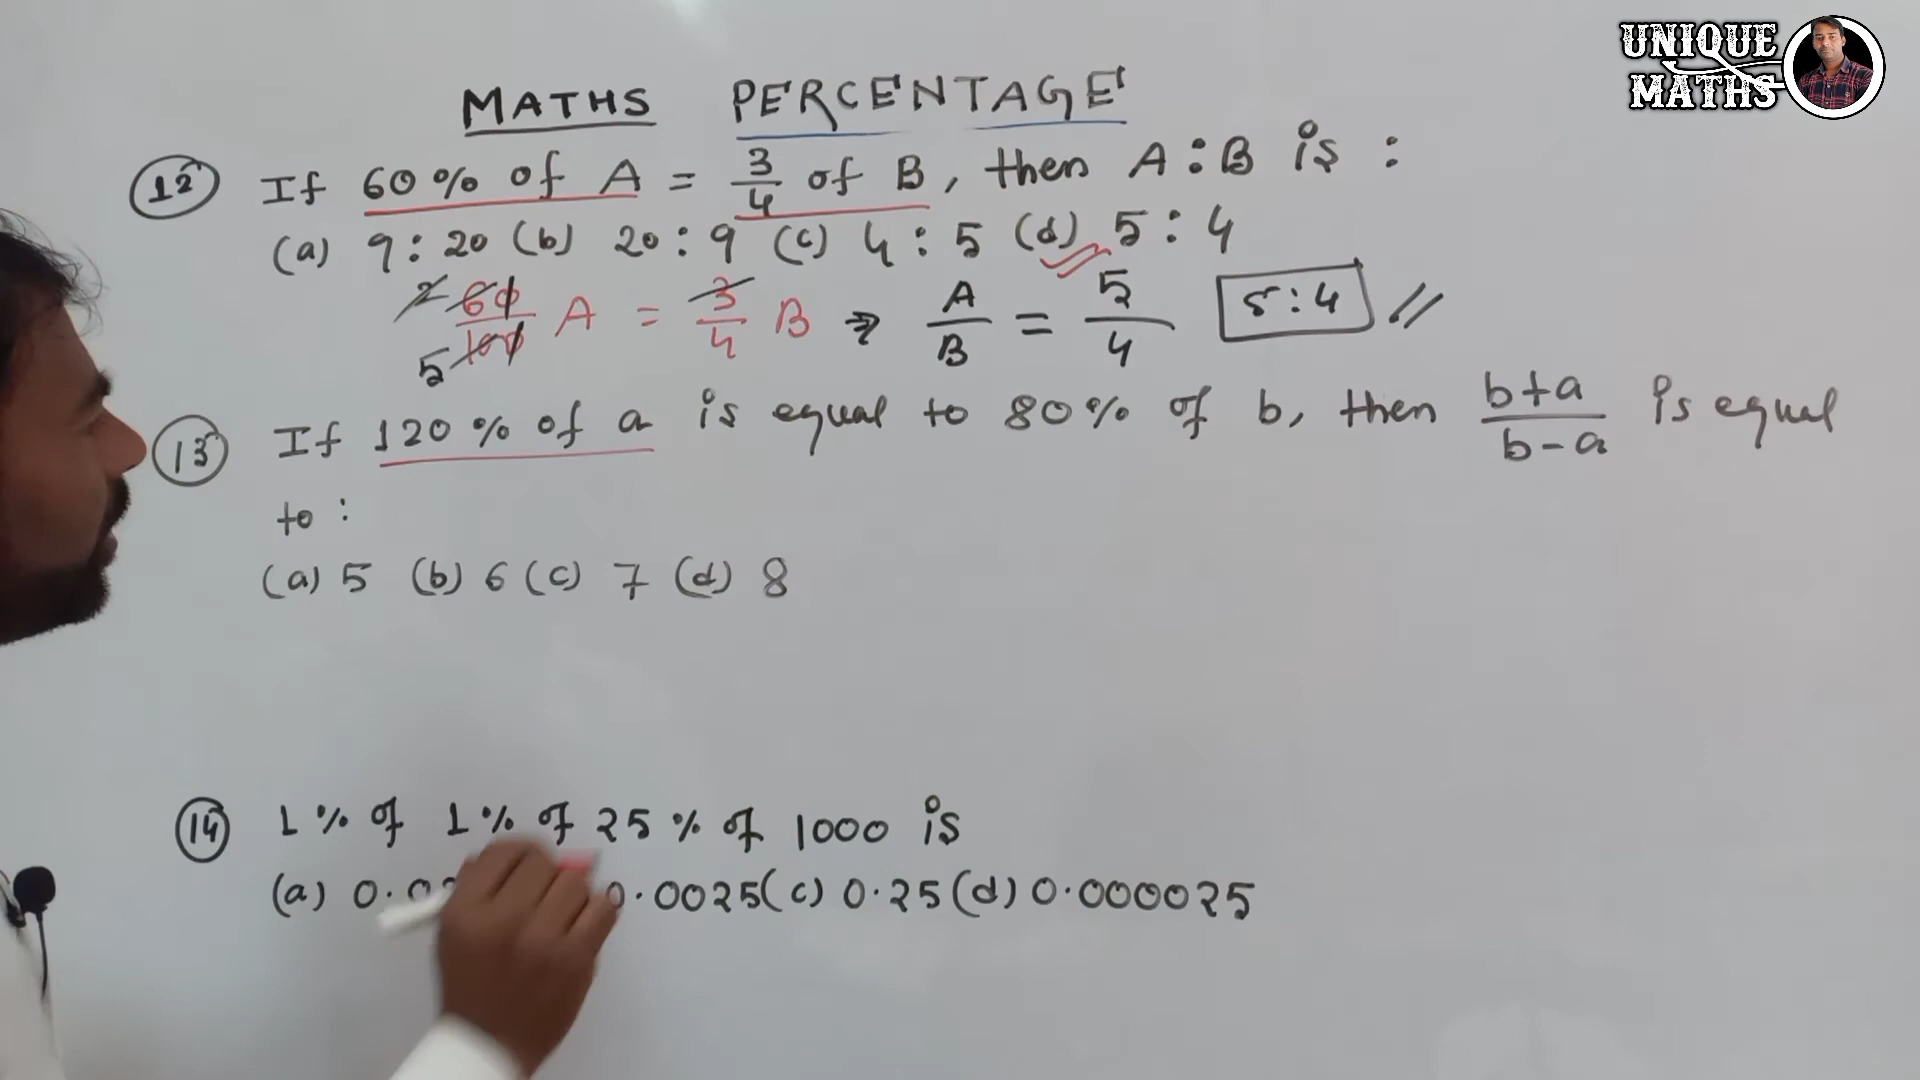 UNIQUE
MATHS
MATHS PERCENTAGE
12 If 60% of A = 3/4 of B, then A:B is :
(a) 9:20 (b) 20:9 (c) 4:5 (d) 5:4
2 60/100 5 A = 3/4 B ⇒ A/B = 5/4 5:4 //
13 If 120% of a is equal to 80% of b, then b+a/b-a is equal
to :
(a) 5 (b) 6 (c) 7 (d) 8
14 1% of 1% of 25% of 1000 is
(a) 0.0025 (c) 0.25 (d) 0.000025